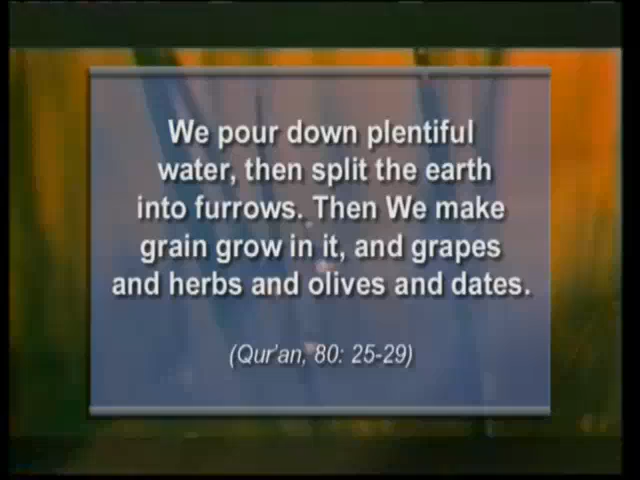 We pour down plentiful
water, then split the earth
into furrows. Then We make
grain grow in it, and grapes
and herbs and olives and dates.
(Qur'an, 80: 25-29)